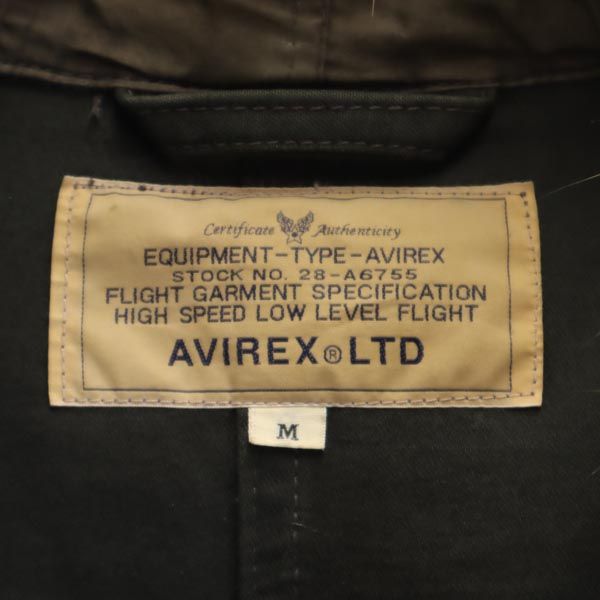 Certificate Authenticity
EQUIPMENT-TYPE-AVIREX
STOCK NO. 28-A6755
FLIGHT GARMENT SPECIFICATION
HIGH SPEED LOW LEVEL FLIGHT
AVIREX® LTD
M